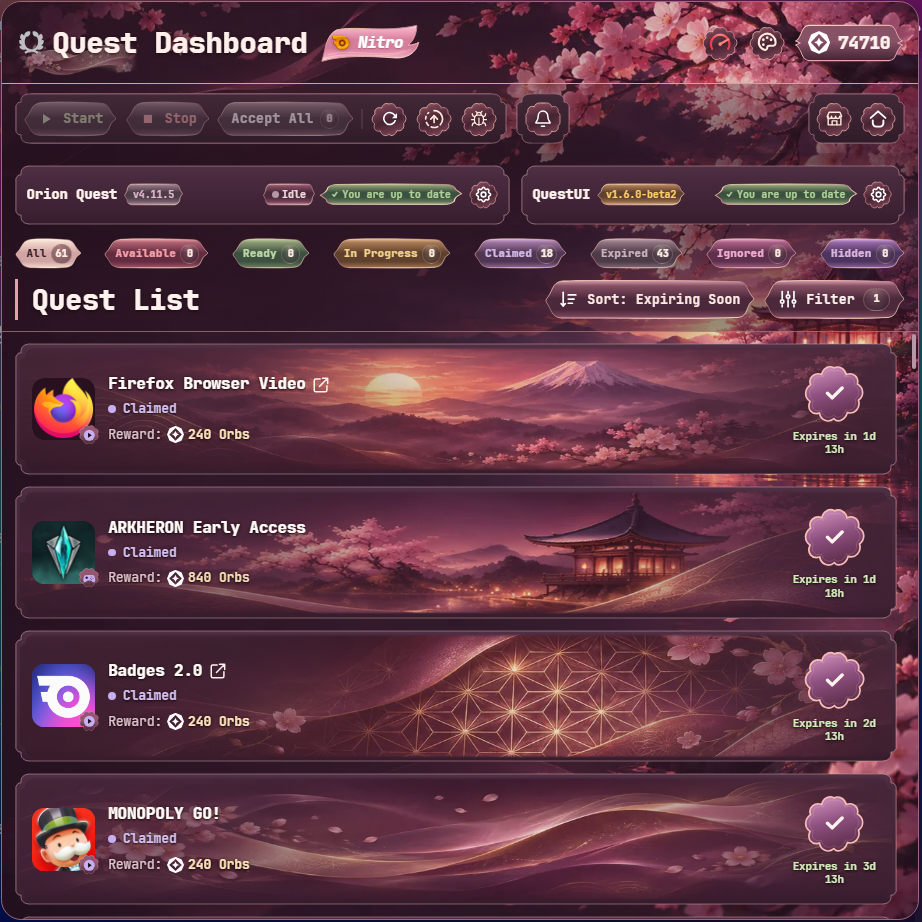 Quest Dashboard Nitro 74710
Start Stop Accept All 0
Orion Quest v4.11.5 Idle ✓ You are up to date
QuestUI v1.6.0-beta2 ✓ You are up to date
All 61 Available 0 Ready 0 In Progress 0 Claimed 18 Expired 43 Ignored 0 Hidden 0
Quest List Sort: Expiring Soon Filter 1
Firefox Browser Video
Claimed
Reward: 240 Orbs
Expires in 1d
13h
ARKHERON Early Access
Claimed
Reward: 840 Orbs
Expires in 1d
18h
Badges 2.0
Claimed
Reward: 240 Orbs
Expires in 2d
13h
MONOPOLY GO!
Claimed
Reward: 240 Orbs
Expires in 3d
13h